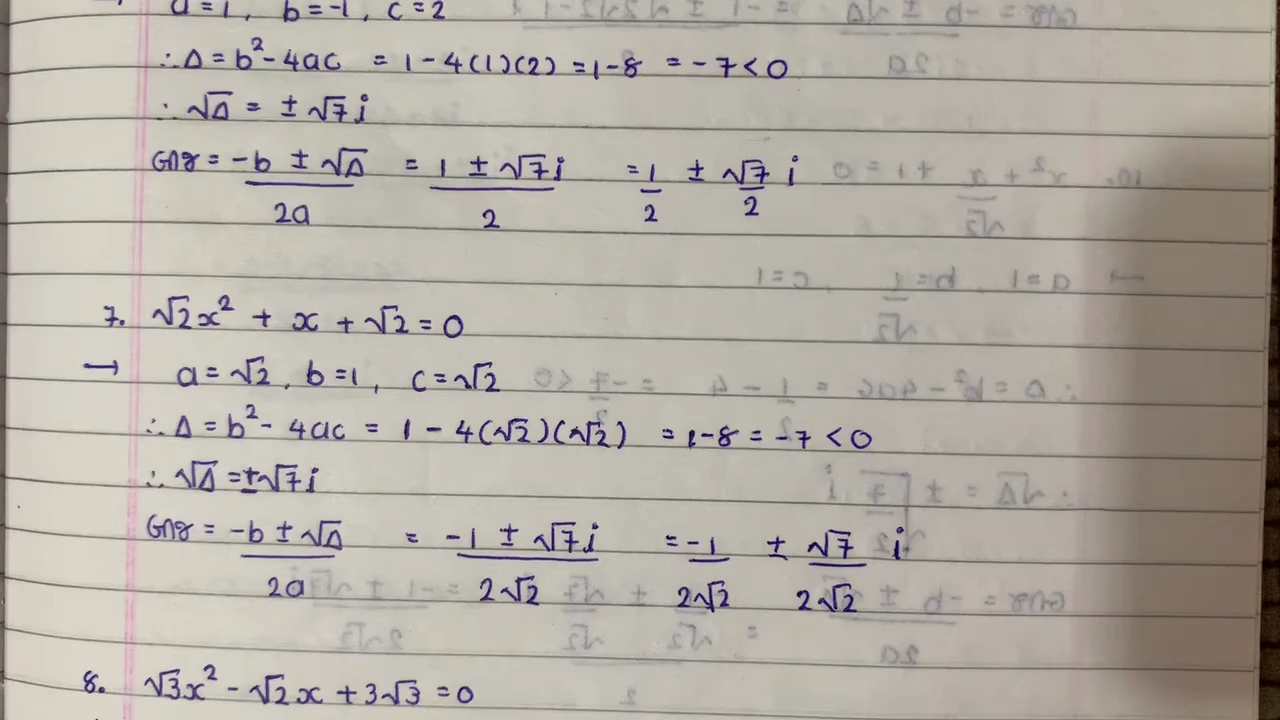 a = 1, b = -1, c = 2
∴ Δ = b² - 4ac = 1 - 4(1)(2) = 1 - 8 = -7 < 0
∴ √Δ = ± √7 i
= -b ± √Δ / 2a = 1 ± √7 i / 2 = 1/2 ± √7/2 i
7. √2x² + x + √2 = 0
→ a = √2, b = 1, c = √2
∴ Δ = b² - 4ac = 1 - 4(√2)(√2) = 1 - 8 = -7 < 0
∴ √Δ = ±√7 i
= -b ± √Δ / 2a = -1 ± √7 i / 2√2 = -1/2√2 ± √7/2√2 i
8. √3x² - √2x + 3√3 = 0